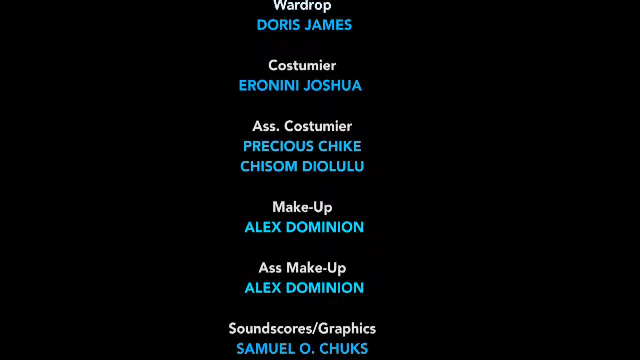 Wardrop
DORIS JAMES
Costumier
ERONINI JOSHUA
Ass. Costumier
PRECIOUS CHIKE
CHISOM DIOLULU
Make-Up
ALEX DOMINION
Ass Make-Up
ALEX DOMINION
Soundscores/Graphics
SAMUEL O. CHUKS